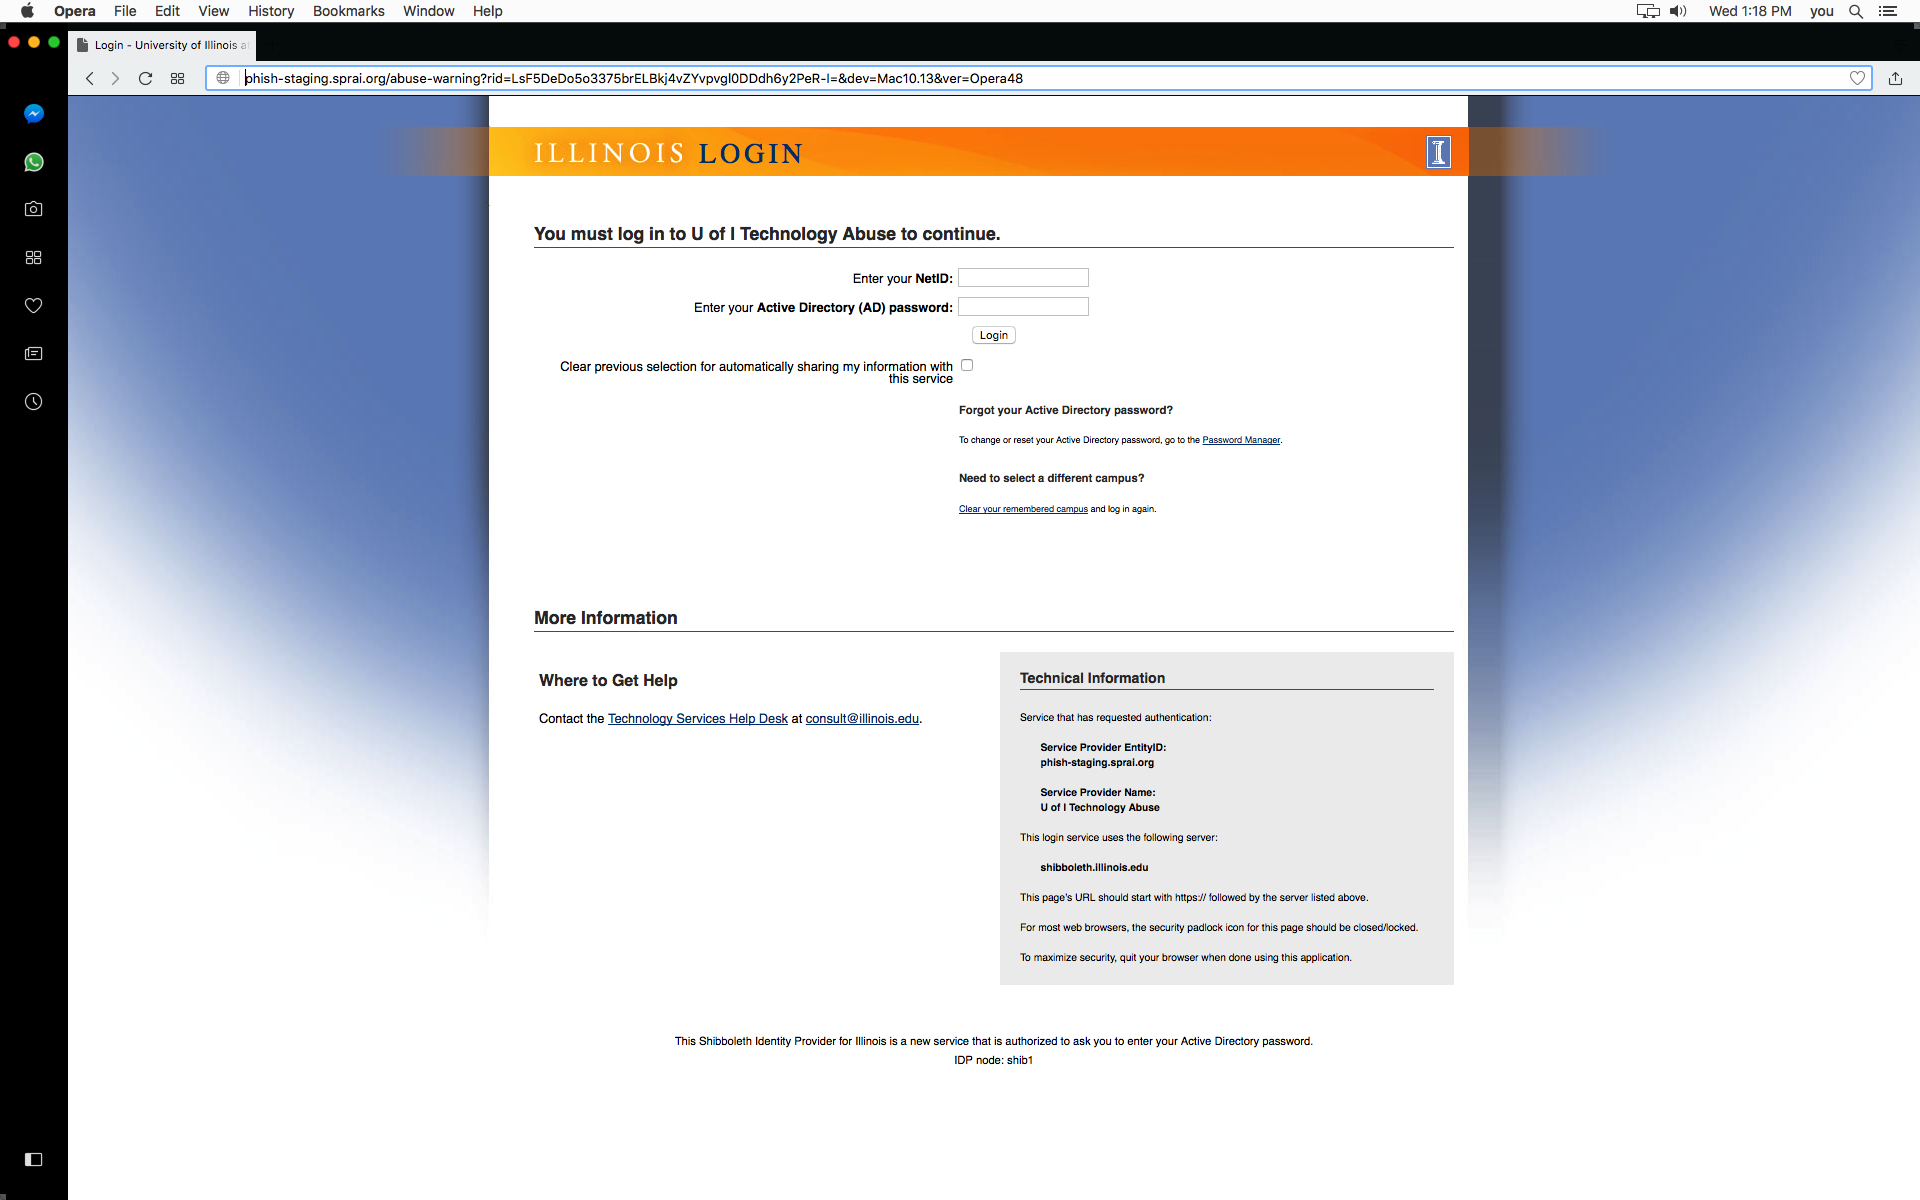 Opera File Edit View History Bookmarks Window Help Wed 1:18 PM you
Login - University of Illinois a
phish-staging.sprai.org/abuse-warning?rid=LsF5DeDo5o3375brELBkj4vZYvpvgI0DDdh6y2PeR-I=&dev=Mac10.13&ver=Opera48
ILLINOIS LOGIN I
You must log in to U of I Technology Abuse to continue.
Enter your NetID:
Enter your Active Directory (AD) password:
Login
Clear previous selection for automatically sharing my information with
this service
Forgot your Active Directory password?
To change or reset your Active Directory password, go to the Password Manager.
Need to select a different campus?
Clear your remembered campus and log in again.
More Information
Where to Get Help
Contact the Technology Services Help Desk at consult@illinois.edu.
Technical Information
Service that has requested authentication:
Service Provider EntityID:
phish-staging.sprai.org
Service Provider Name:
U of I Technology Abuse
This login service uses the following server:
shibboleth.illinois.edu
This page's URL should start with https:// followed by the server listed above.
For most web browsers, the security padlock icon for this page should be closed/locked.
To maximize security, quit your browser when done using this application.
This Shibboleth Identity Provider for Illinois is a new service that is authorized to ask you to enter your Active Directory password.
IDP node: shib1